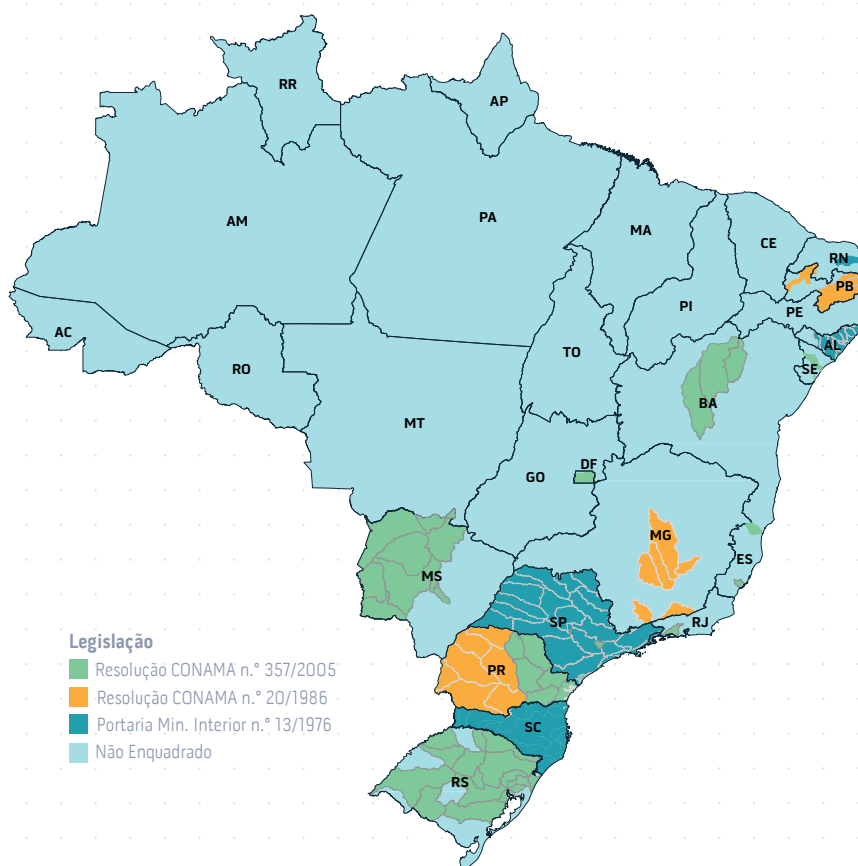 RR
AP
AM
PA
MA
CE
RN
PB
PE
PI
AC
AL
TO
SE
RO
BA
MT
DF
GO
MG
ES
MS
SP
RJ
PR
SC
RS
Legislação
Resolução CONAMA n.° 357/2005
Resolução CONAMA n.° 20/1986
Portaria Min. Interior n.° 13/1976
Não Enquadrado